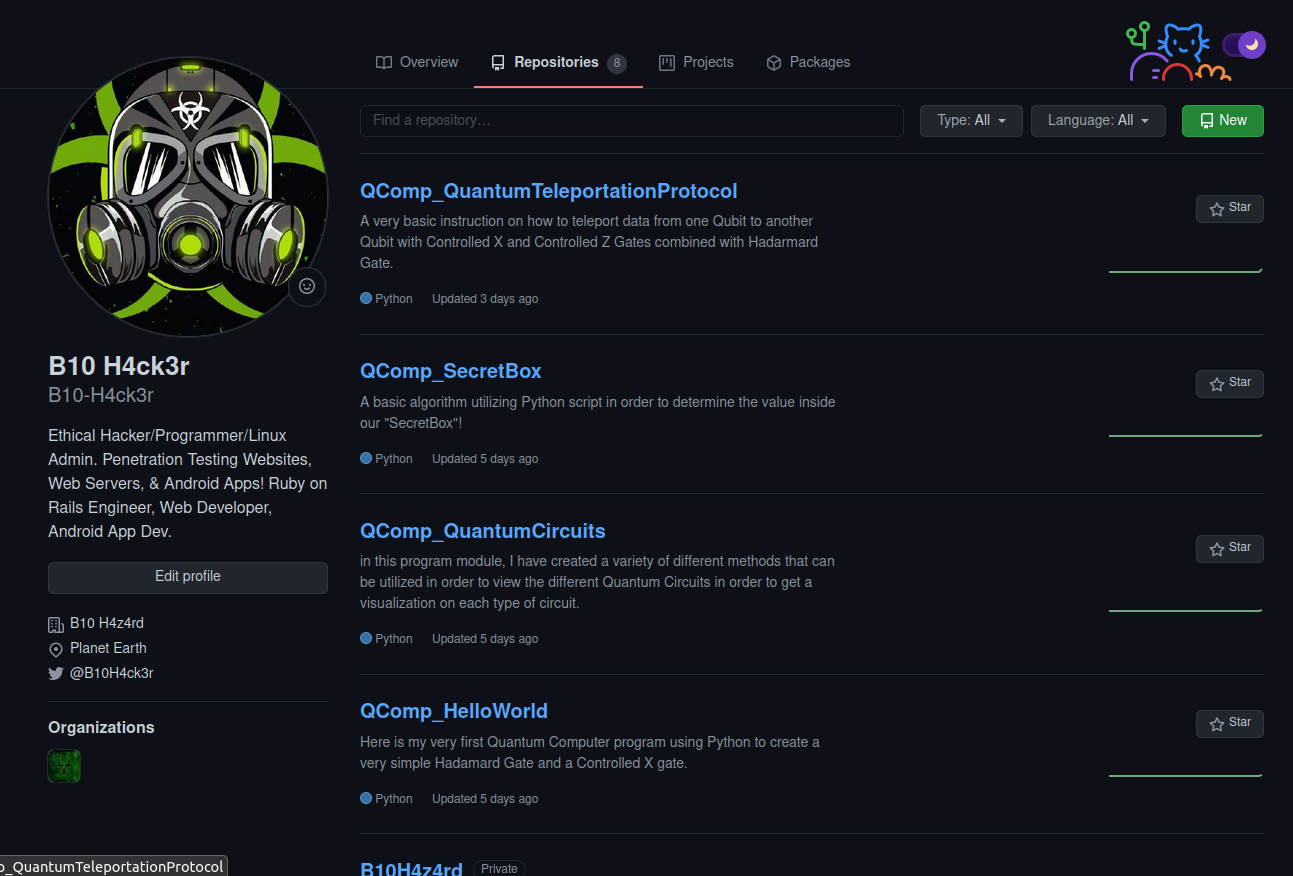 Overview
Repositories 8
Projects
Packages
Find a repository…
Type: All
Language: All
New
B10 H4ck3r
B10-H4ck3r
Ethical Hacker/Programmer/Linux
Admin. Penetration Testing Websites,
Web Servers, & Android Apps! Ruby on
Rails Engineer, Web Developer,
Android App Dev.
Edit profile
B10 H4z4rd
Planet Earth
@B10H4ck3r
Organizations
QComp_QuantumTeleportationProtocol
Star
A very basic instruction on how to teleport data from one Qubit to another
Qubit with Controlled X and Controlled Z Gates combined with Hadarmard
Gate.
Python Updated 3 days ago
QComp_SecretBox
Star
A basic algorithm utilizing Python script in order to determine the value inside
our "SecretBox"!
Python Updated 5 days ago
QComp_QuantumCircuits
Star
in this program module, I have created a variety of different methods that can
be utilized in order to view the different Quantum Circuits in order to get a
visualization on each type of circuit.
Python Updated 5 days ago
QComp_HelloWorld
Star
Here is my very first Quantum Computer program using Python to create a
very simple Hadamard Gate and a Controlled X gate.
Python Updated 5 days ago
B10H4z4rd Private
p_QuantumTeleportationProtocol